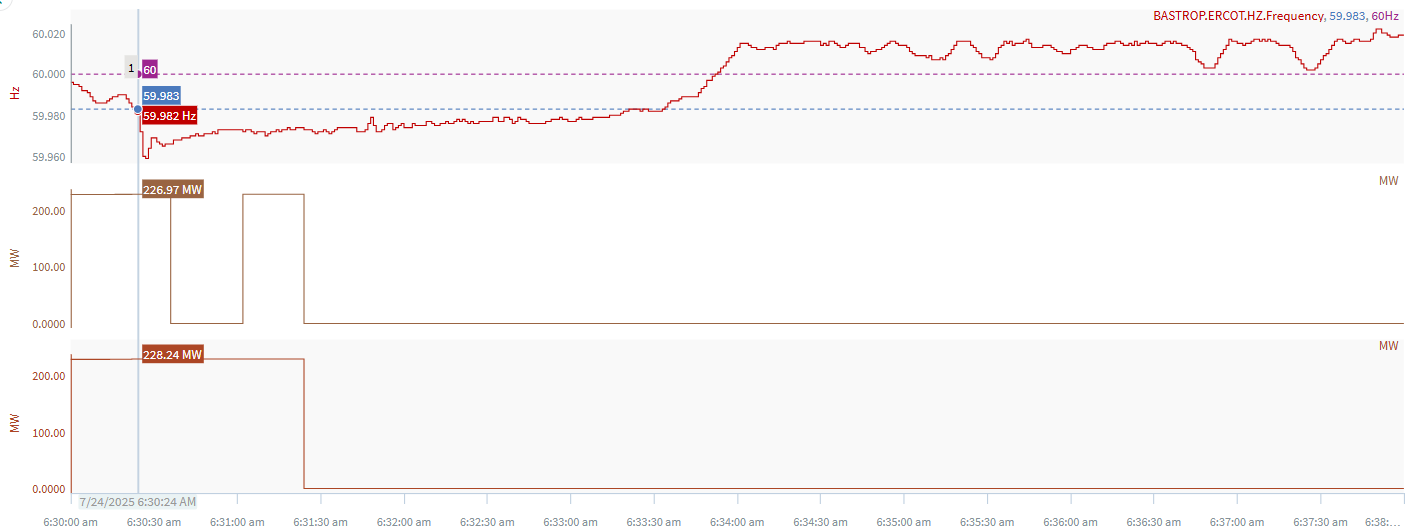 BASTROP.ERCOT.HZ.Frequency, 59.983, 60Hz
60.020
1 60
60.000
Hz
59.983
59.980
59.982 Hz
59.960
MW
226.97 MW
200.00
MW
100.00
0.0000
MW
228.24 MW
200.00
MW
100.00
0.0000
7/24/2025 6:30:24 AM
6:30:00 am 6:30:30 am 6:31:00 am 6:31:30 am 6:32:00 am 6:32:30 am 6:33:00 am 6:33:30 am 6:34:00 am 6:34:30 am 6:35:00 am 6:35:30 am 6:36:00 am 6:36:30 am 6:37:00 am 6:37:30 am 6:38:...